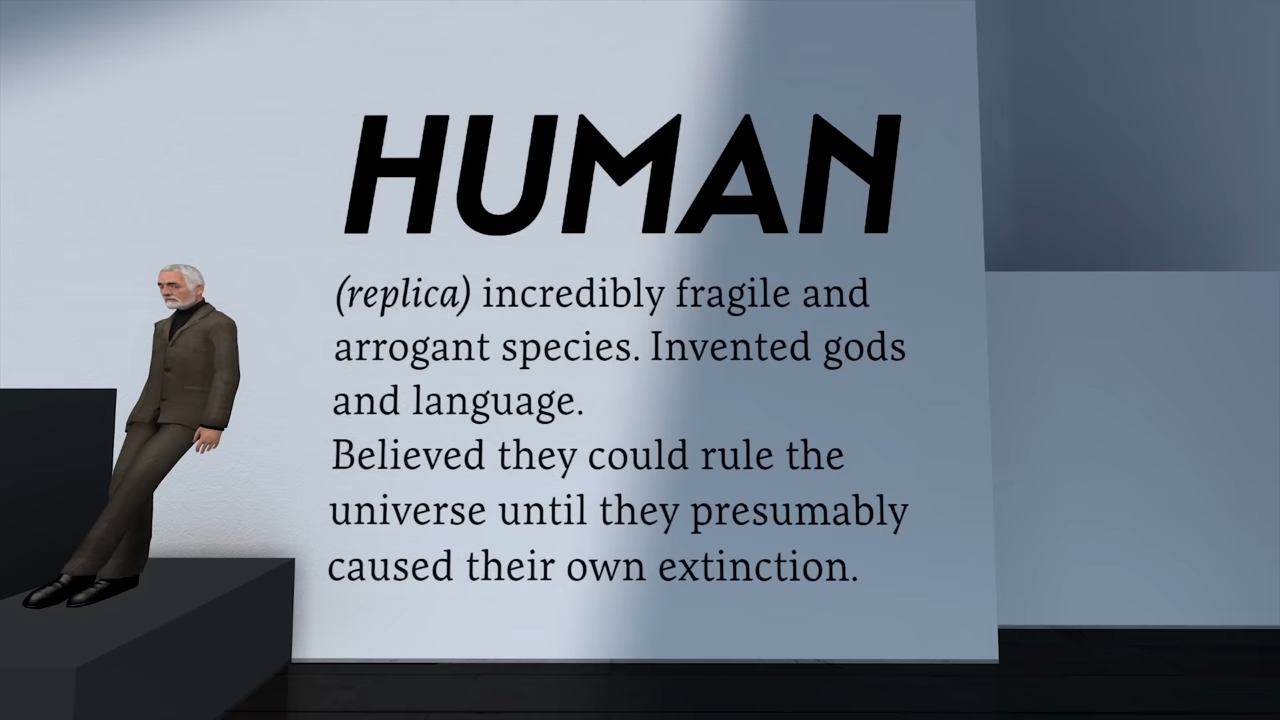 HUMAN
(replica) incredibly fragile and
arrogant species. Invented gods
and language.
Believed they could rule the
universe until they presumably
caused their own extinction.